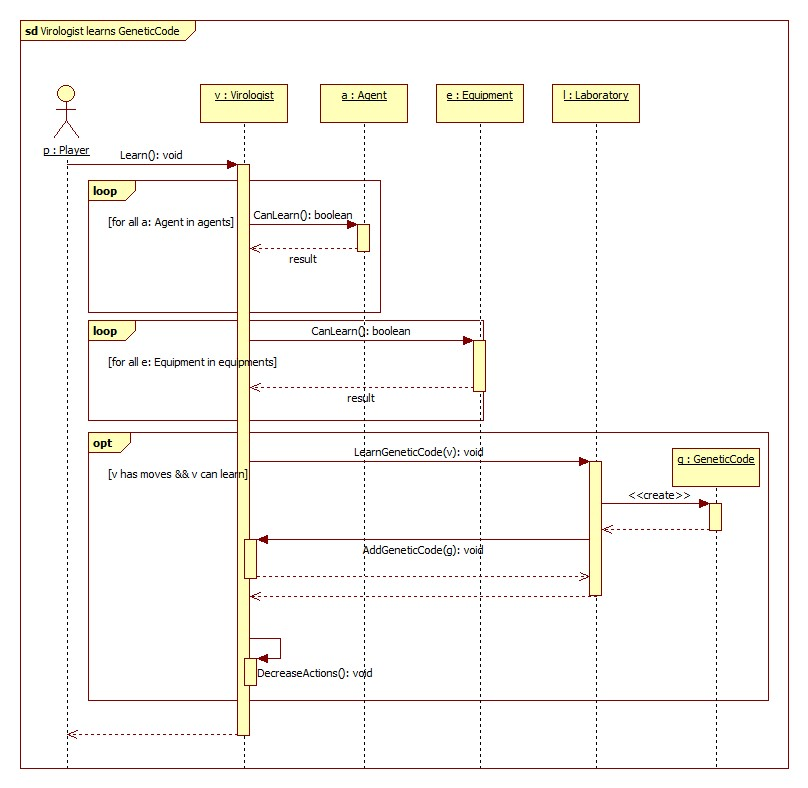 sd Virologist learns GeneticCode
v : Virologist
a : Agent
e : Equipment
l : Laboratory
p : Player
Learn(): void
loop
[for all a: Agent in agents]
CanLearn(): boolean
result
loop
CanLearn(): boolean
[for all e: Equipment in equipments]
result
opt
LearnGeneticCode(v): void
g : GeneticCode
[v has moves && v can learn]
<<create>>
AddGeneticCode(g): void
DecreaseActions(): void